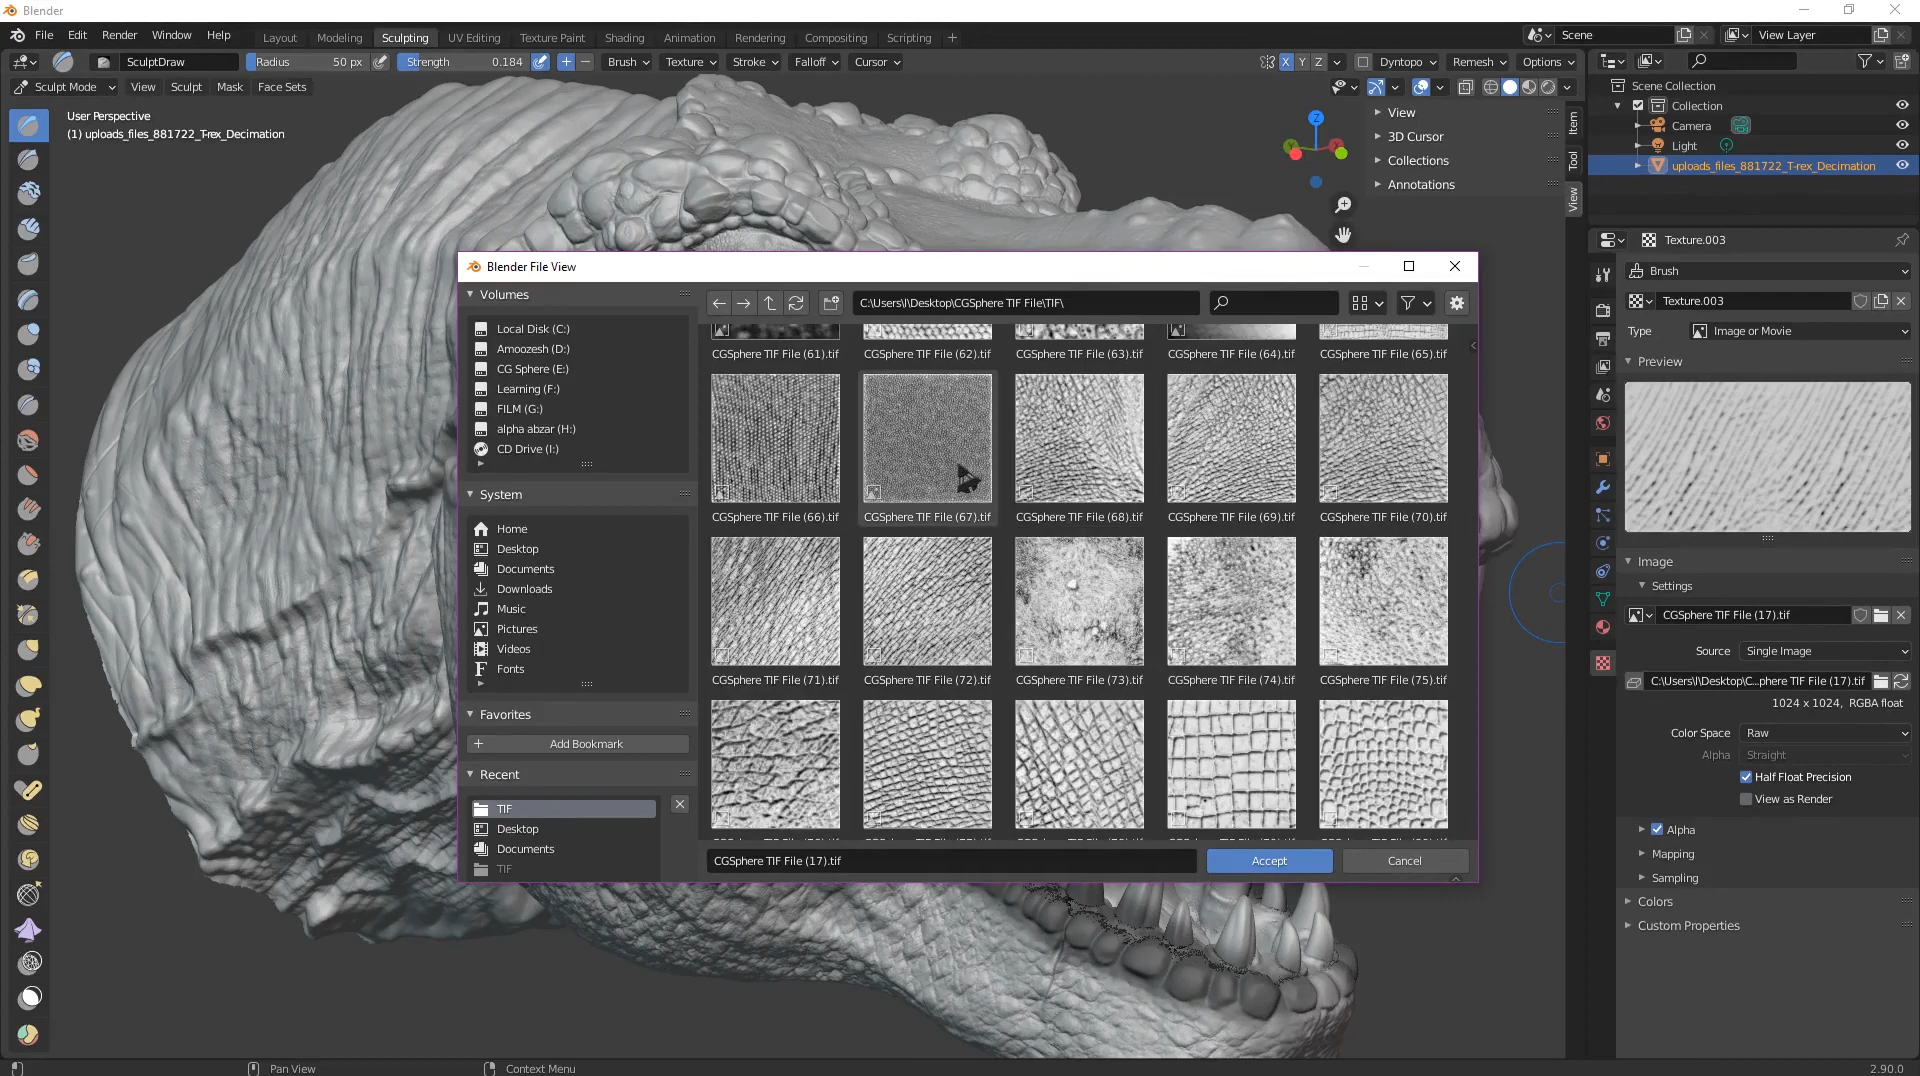 Blender
File Edit Render Window Help Layout Modeling Sculpting UV Editing Texture Paint Shading Animation Rendering Compositing Scripting + Scene View Layer
SculptDraw Radius 50 px Strength 0.184 Brush Texture Stroke Falloff Cursor X Y Z Dyntopo Remesh Options
Sculpt Mode View Sculpt Mask Face Sets
User Perspective
(1) uploads_files_881722_T-rex_Decimation
Z
View
3D Cursor
Collections
Annotations
Item
Tool
View
Scene Collection
Collection
Camera
Light
uploads_files_881722_T-rex_Decimation
Texture.003
Brush
Texture.003
Type Image or Movie
Preview
Image
Settings
CGSphere TIF File (17).tif
Source Single Image
C:\Users\I\Desktop\C...phere TIF File (17).tif
1024 x 1024, RGBA float
Color Space Raw
Alpha Straight
Half Float Precision
View as Render
Alpha
Mapping
Sampling
Colors
Custom Properties
Blender File View
Volumes
Local Disk (C:)
Amoozesh (D:)
CG Sphere (E:)
Learning (F:)
FILM (G:)
alpha abzar (H:)
CD Drive (I:)
System
Home
Desktop
Documents
Downloads
Music
Pictures
Videos
Fonts
Favorites
Add Bookmark
Recent
TIF
Desktop
Documents
TIF
C:\Users\I\Desktop\CGSphere TIF File\TIF\
CGSphere TIF File (61).tif CGSphere TIF File (62).tif CGSphere TIF File (63).tif CGSphere TIF File (64).tif CGSphere TIF File (65).tif
CGSphere TIF File (66).tif CGSphere TIF File (67).tif CGSphere TIF File (68).tif CGSphere TIF File (69).tif CGSphere TIF File (70).tif
CGSphere TIF File (71).tif CGSphere TIF File (72).tif CGSphere TIF File (73).tif CGSphere TIF File (74).tif CGSphere TIF File (75).tif
CGSphere TIF File (17).tif
Accept Cancel
Pan View Context Menu 2.90.0